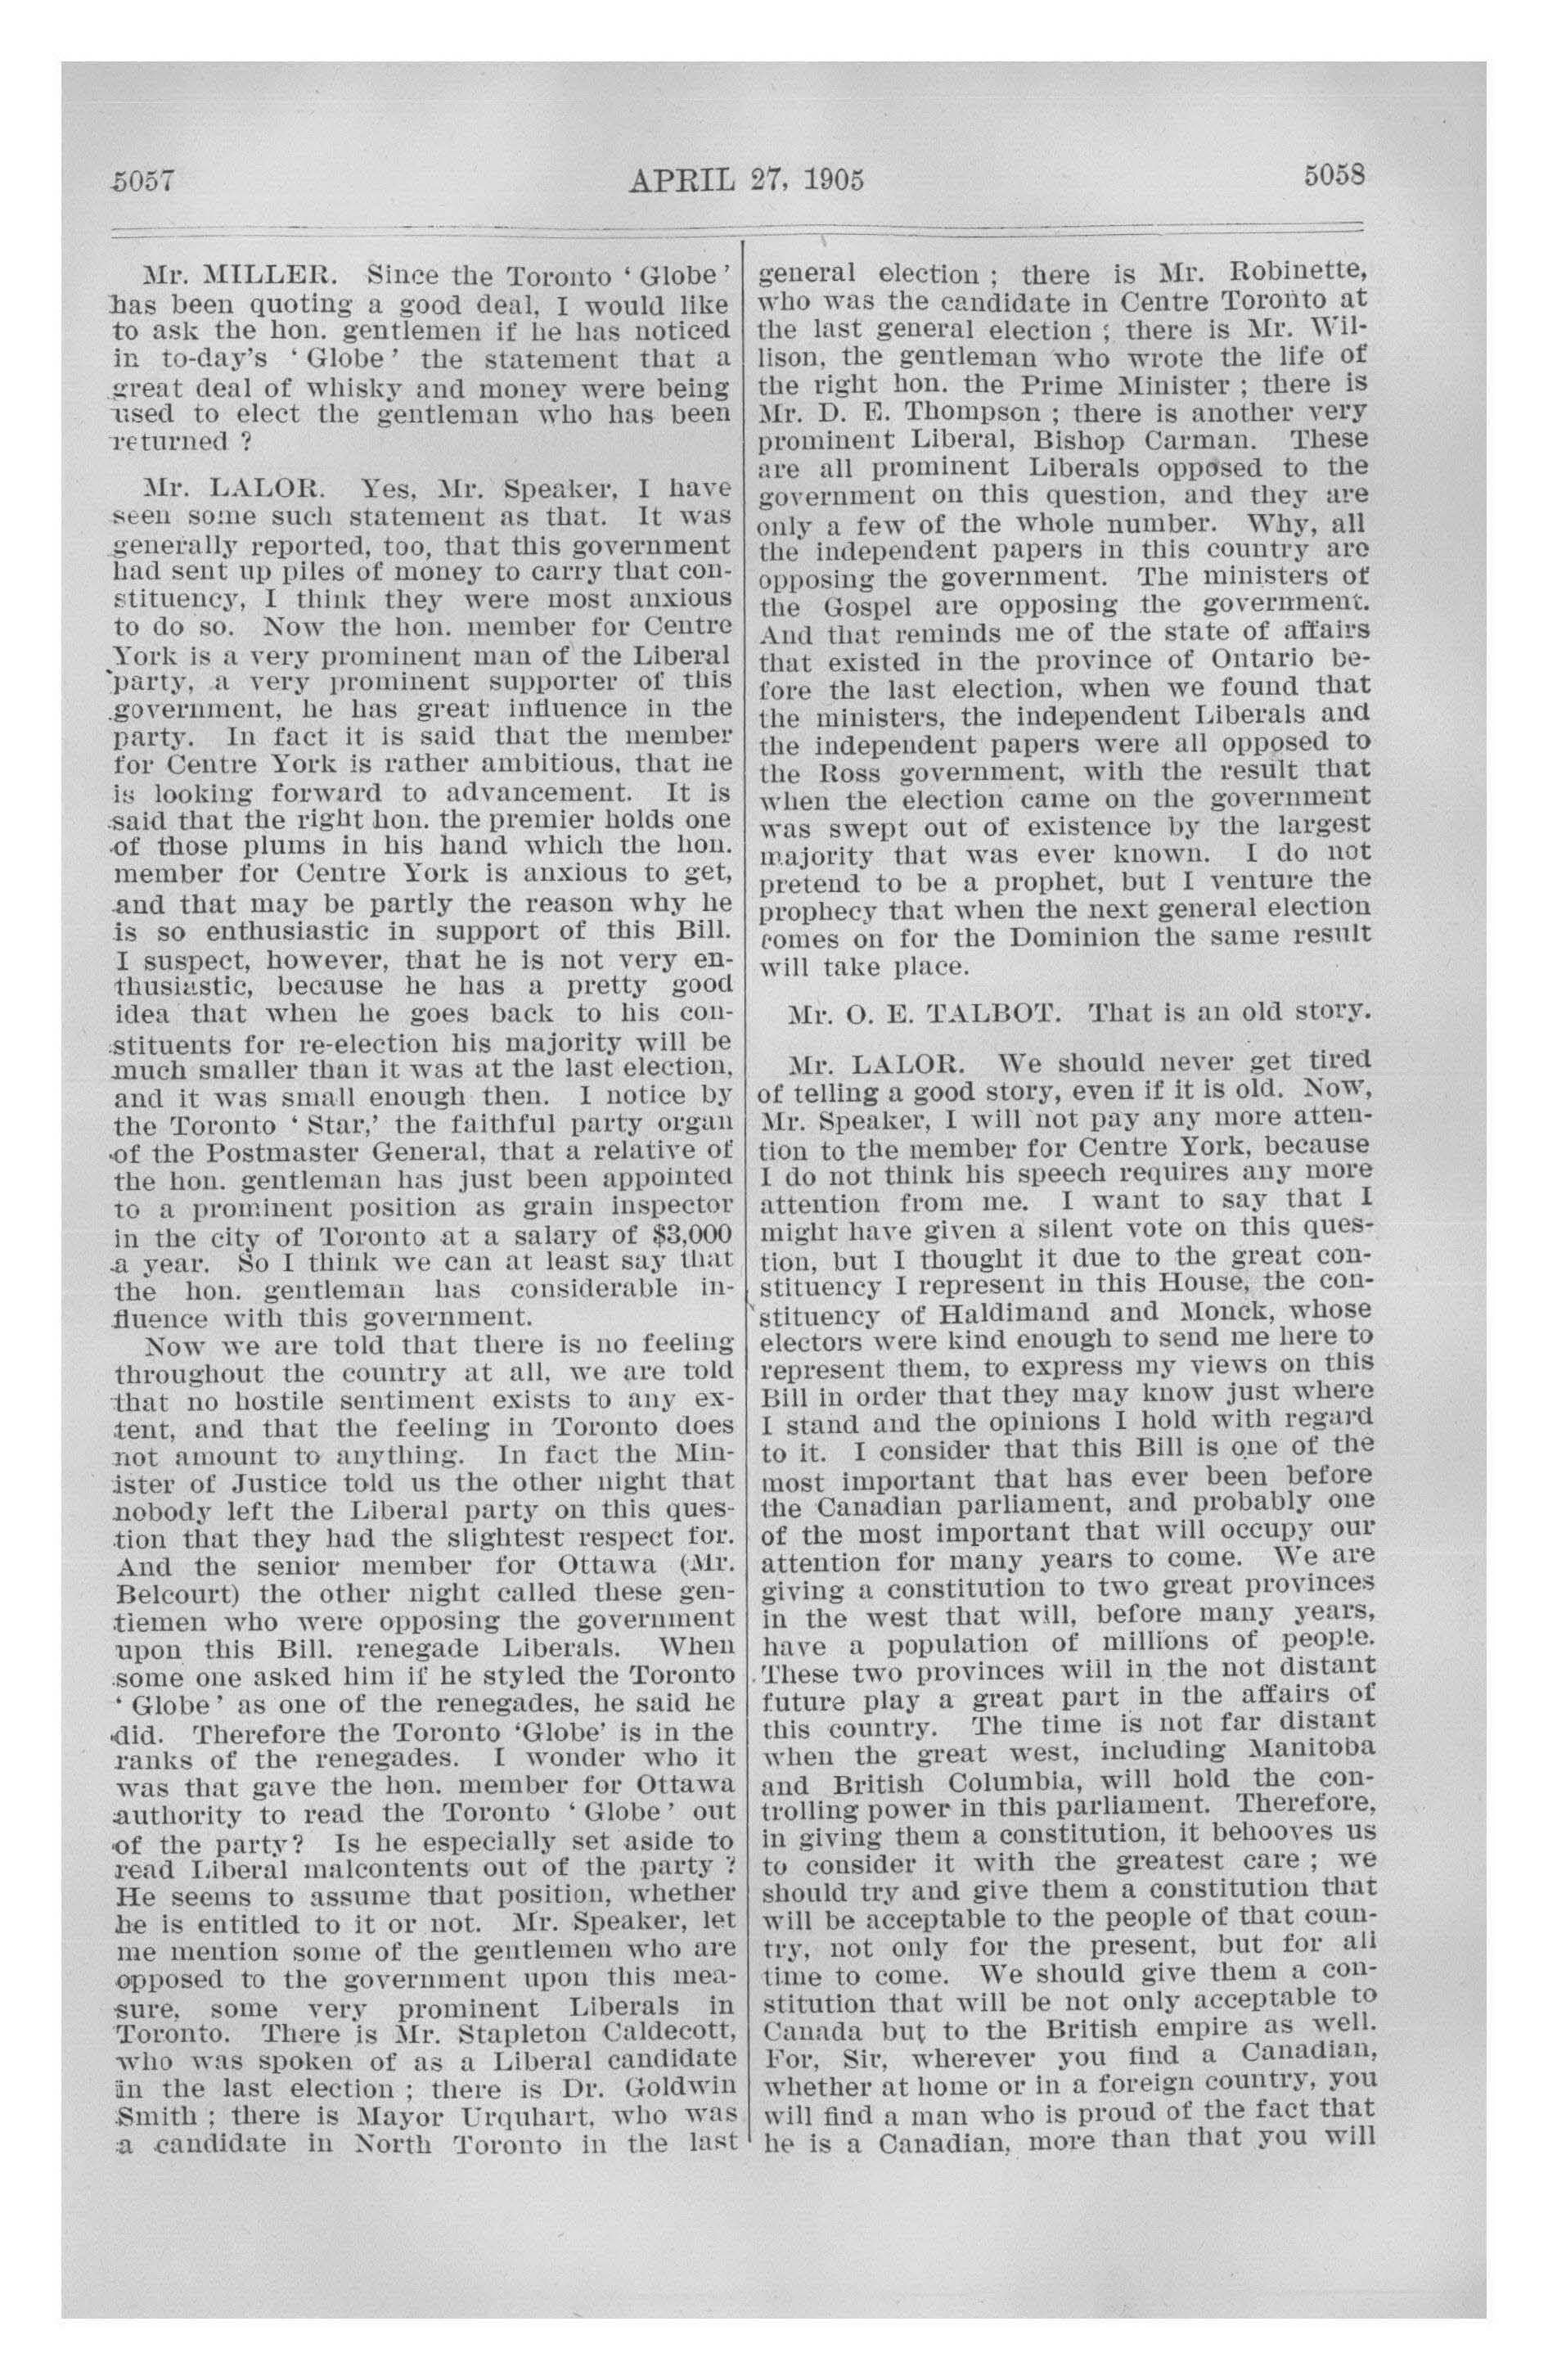 5057
APRIL 27, 1905
5058
Mr. MILLER. Since the Toronto ‘ Globe ’
has been quoting a good deal, I would like
to ask the hon. gentlemen if he has noticed
in to-day's ‘ Globe ’ the statement that a
great deal of whisky and money were being
used to elect the gentleman who has been
returned ?
Mr. LALOR. Yes, Mr. Speaker, I have
seen some such statement as that. It was
generally reported, too, that this government
had sent up piles of money to carry that con-
stituency, I think they were most anxious
to do so. Now the hon. member for Centre
York is a very prominent man of the Liberal
party, a very prominent supporter of this
government, he has great influence in the
party. In fact it is said that the member
for Centre York is rather ambitious, that he
is looking forward to advancement. It is
said that the right hon. the premier holds one
of those plums in his hand which the hon.
member for Centre York is anxious to get,
and that may be partly the reason why he
is so enthusiastic in support of this Bill.
I suspect, however, that he is not very en-
thusiastic, because he has a pretty good
idea that when he goes back to his con-
stituents for re-election his majority will be
much smaller than it was at the last election,
and it was small enough then. I notice by
the Toronto ‘ Star,’ the faithful party organ
of the Postmaster General, that a relative of
the hon. gentleman has just been appointed
to a prominent position as grain inspector
in the city of Toronto at a salary of $3,000
a year. So I think we can at least say that
the hon. gentleman has considerable in-
fluence with this government.
Now we are told that there is no feeling
throughout the country at all, we are told
that no hostile sentiment exists to any ex-
tent, and that the feeling in Toronto does
not amount to anything. In fact the Min-
ister of Justice told us the other night that
nobody left the Liberal party on this ques-
tion that they had the slightest respect for.
And the senior member for Ottawa (Mr.
Belcourt) the other night called these gen-
tlemen who were opposing the government
upon this Bill. renegade Liberals. When
some one asked him if he styled the Toronto
‘ Globe ’ as one of the renegades, he said he
did. Therefore the Toronto ‘Globe’ is in the
ranks of the renegades. I wonder who it
was that gave the hon. member for Ottawa
authority to read the Toronto ‘ Globe ’ out
of the party? Is he especially set aside to
read Liberal malcontents out of the party ?
He seems to assume that position, whether
he is entitled to it or not. Mr. Speaker, let
me mention some of the gentlemen who are
opposed to the government upon this mea-
sure, some very prominent Liberals in
Toronto. There is Mr. Stapleton Caldecott,
who was spoken of as a Liberal candidate
in the last election ; there is Dr. Goldwin
Smith ; there is Mayor Urquhart, who was
a candidate in North Toronto in the last
general election ; there is Mr. Robinette,
who was the candidate in Centre Toronto at
the last general election ; there is Mr. Wil-
lison, the gentleman who wrote the life of
the right hon. the Prime Minister ; there is
Mr. D. E. Thompson ; there is another very
prominent Liberal, Bishop Carman. These
are all prominent Liberals opposed to the
government on this question, and they are
only a few of the whole number. Why, all
the independent papers in this country are
opposing the government. The ministers of
the Gospel are opposing the government.
And that reminds me of the state of affairs
that existed in the province of Ontario be-
fore the last election, when we found that
the ministers, the independent Liberals and
the independent papers were all opposed to
the Ross government, with the result that
when the election came on the government
was swept out of existence by the largest
majority that was ever known. I do not
pretend to be a prophet, but I venture the
prophecy that when the next general election
comes on for the Dominion the same result
will take place.
Mr. O. E. TALBOT. That is an old story.
Mr. LALOR. We should never get tired
of telling a good story, even if it is old. Now,
Mr. Speaker, I will not pay any more atten-
tion to the member for Centre York, because
I do not think his speech requires any more
attention from me. I want to say that I
might have given a silent vote on this ques-
tion, but I thought it due to the great con-
stituency I represent in this House, the con-
stituency of Haldimand and Monck, whose
electors were kind enough to send me here to
represent them, to express my views on this
Bill in order that they may know just where
I stand and the opinions I hold with regard
to it. I consider that this Bill is one of the
most important that has ever been before
the Canadian parliament, and probably one
of the most important that will occupy our
attention for many years to come. We are
giving a constitution to two great provinces
in the west that will, before many years,
have a population of millions of people.
These two provinces will in the not distant
future play a great part in the affairs of
this country. The time is not far distant
when the great west, including Manitoba
and British Columbia, will hold the con-
trolling power in this parliament. Therefore,
in giving them a constitution, it behooves us
to consider it with the greatest care ; we
should try and give them a constitution that
will be acceptable to the people of that coun-
try, not only for the present, but for all
time to come. We should give them a con-
stitution that will be not only acceptable to
Canada but to the British empire as well.
For, Sir, wherever you find a Canadian,
whether at home or in a foreign country, you
will find a man who is proud of the fact that
he is a Canadian, more than that you will